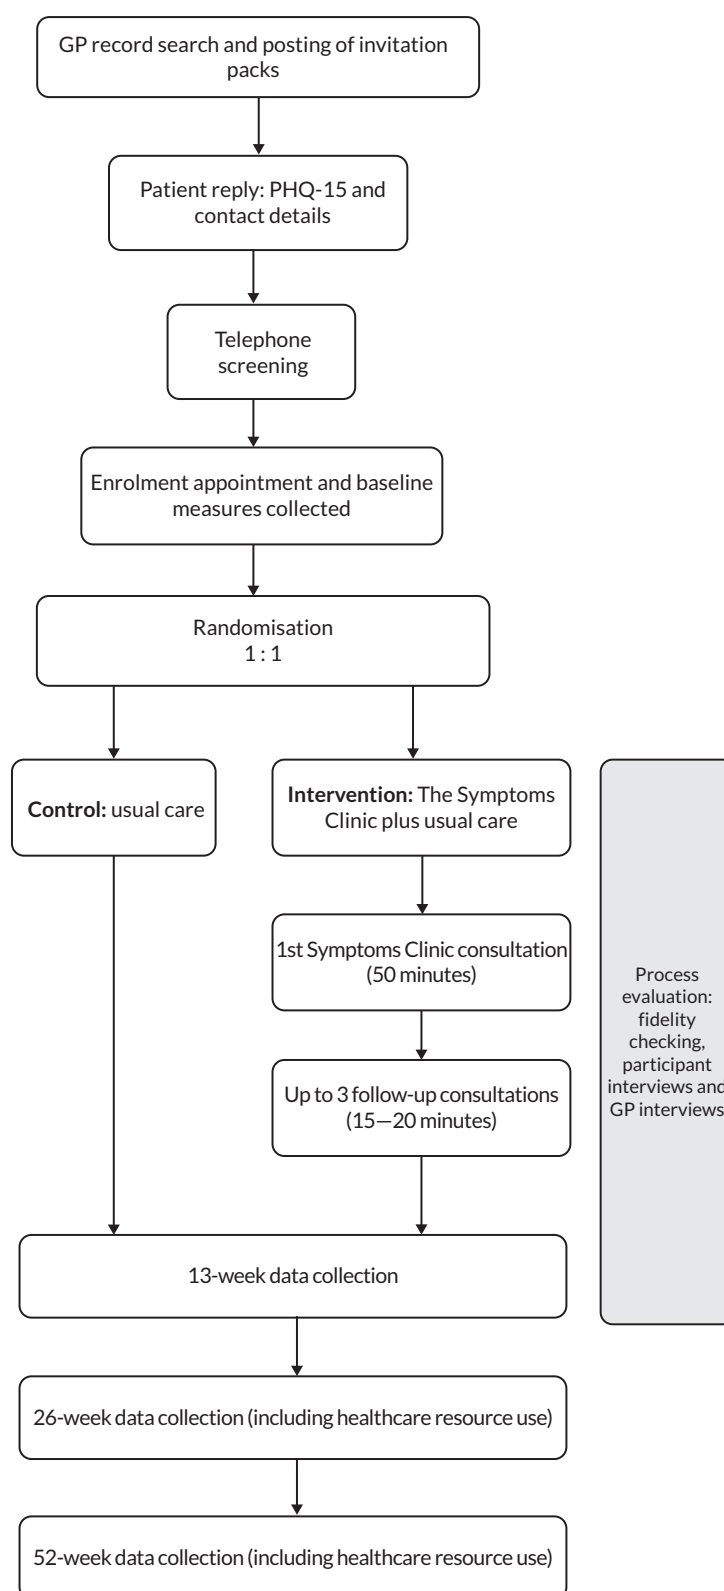 GP record search and posting of invitation
packs
Patient reply: PHQ-15 and
contact details
Telephone
screening
Enrolment appointment and baseline
measures collected
Randomisation
1 : 1
Control: usual care
Intervention: The Symptoms
Clinic plus usual care
1st Symptoms Clinic consultation
(50 minutes)
Up to 3 follow-up consultations
(15—20 minutes)
Process
evaluation:
fidelity
checking,
participant
interviews and
GP interviews
13-week data collection
26-week data collection (including healthcare resource use)
52-week data collection (including healthcare resource use)